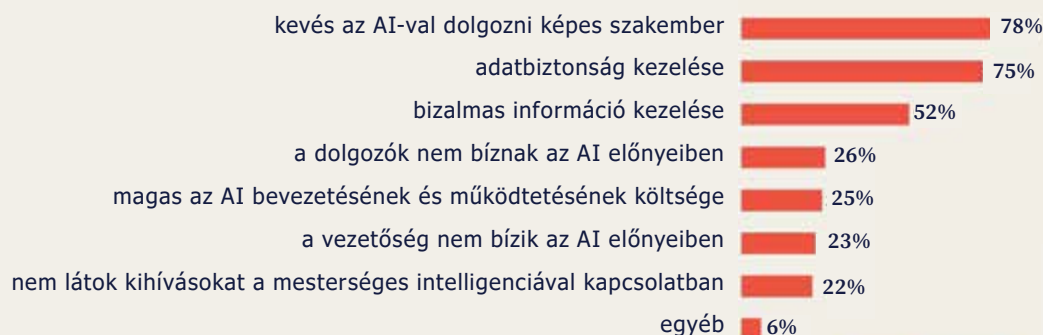 kevés az AI-val dolgozni képes szakember 78%
adatbiztonság kezelése 75%
bizalmas információ kezelése 52%
a dolgozók nem bíznak az AI előnyeiben 26%
magas az AI bevezetésének és működtetésének költsége 25%
a vezetőség nem bízik az AI előnyeiben 23%
nem látok kihívásokat a mesterséges intelligenciával kapcsolatban 22%
egyéb 6%